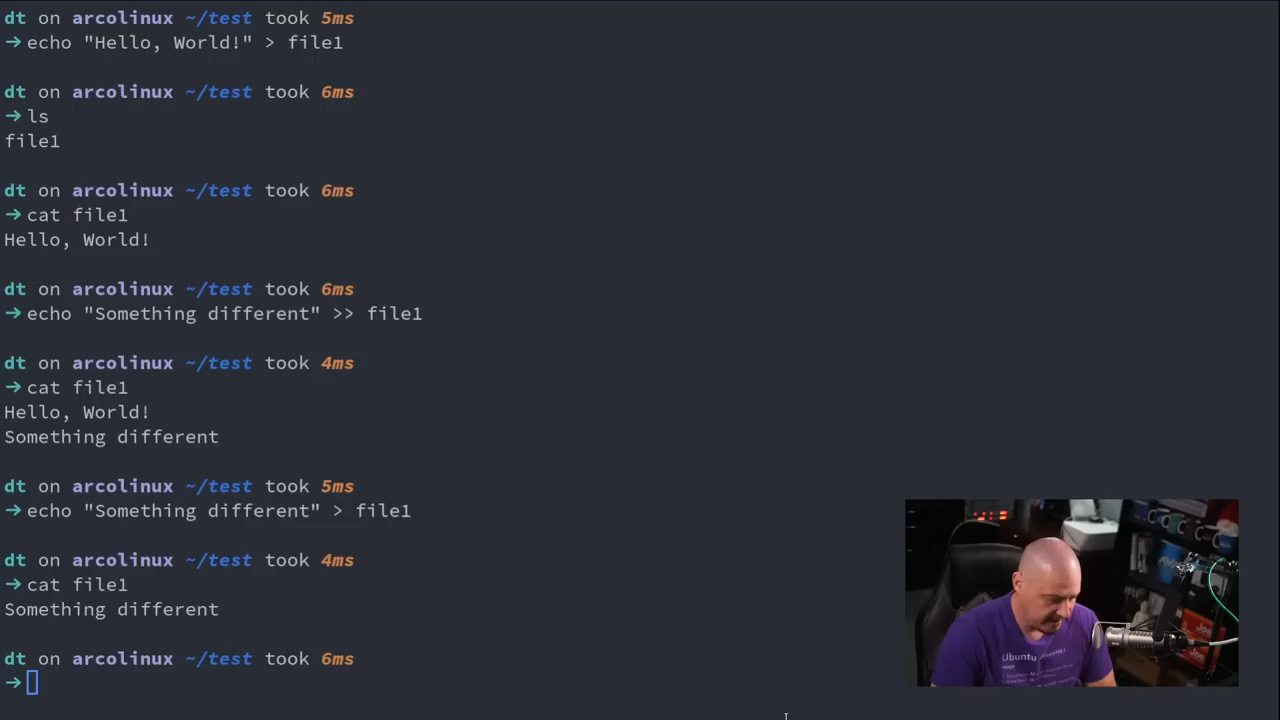 dt on arcolinux ~/test took 5ms
➜echo "Hello, World!" > file1
dt on arcolinux ~/test took 6ms
➜ls
file1
dt on arcolinux ~/test took 6ms
➜cat file1
Hello, World!
dt on arcolinux ~/test took 6ms
➜echo "Something different" >> file1
dt on arcolinux ~/test took 4ms
➜cat file1
Hello, World!
Something different
dt on arcolinux ~/test took 5ms
➜echo "Something different" > file1
dt on arcolinux ~/test took 4ms
➜cat file1
Something different
dt on arcolinux ~/test took 6ms
➜
Ubuntu